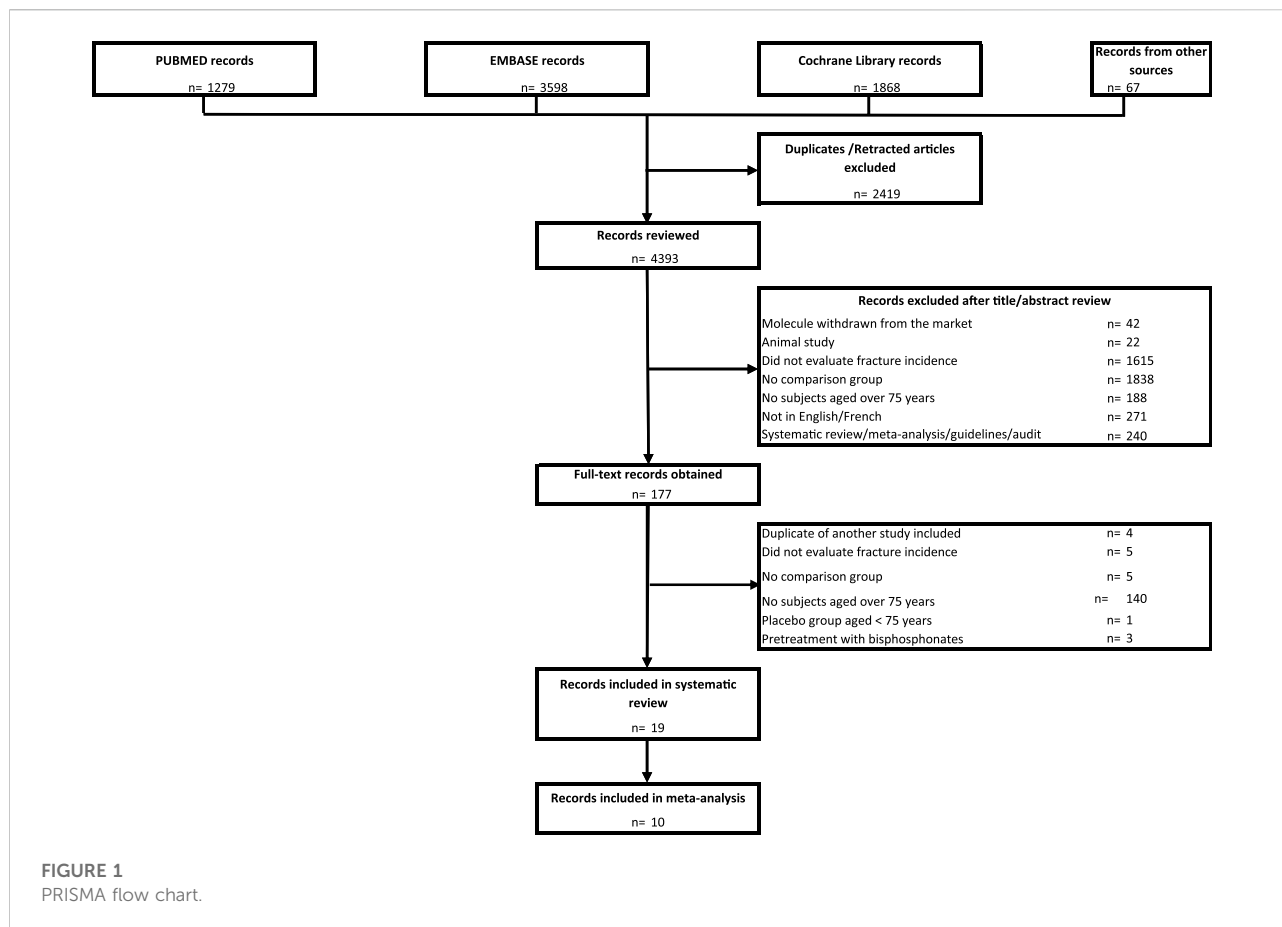 PUBMED records
n= 1279
EMBASE records
n= 3598
Cochrane Library records
n= 1868
Records from other
sources
n= 67
Duplicates /Retracted articles
excluded
n= 2419
Records reviewed
n= 4393
Records excluded after title/abstract review
Molecule withdrawn from the market n= 42
Animal study n= 22
Did not evaluate fracture incidence n= 1615
No comparison group n= 1838
No subjects aged over 75 years n= 188
Not in English/French n= 271
Systematic review/meta-analysis/guidelines/audit n= 240
Full-text records obtained
n= 177
Duplicate of another study included n= 4
Did not evaluate fracture incidence n= 5
No comparison group n= 5
No subjects aged over 75 years n= 140
Placebo group aged < 75 years n= 1
Pretreatment with bisphosphonates n= 3
Records included in systematic
review
n= 19
Records included in meta-analysis
n= 10
FIGURE 1
PRISMA flow chart.